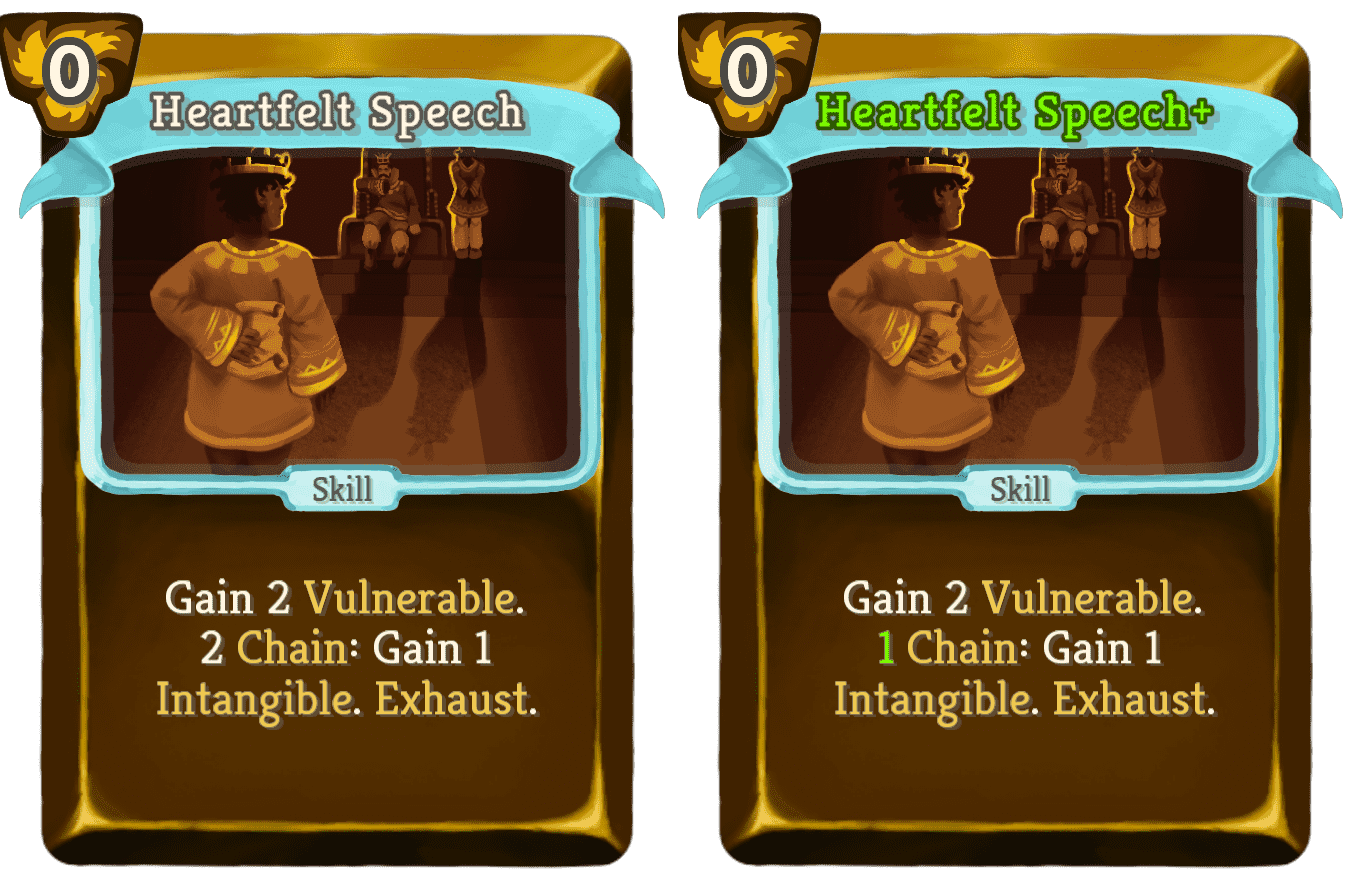 0
Heartfelt Speech
Skill
Gain 2 Vulnerable.
2 Chain: Gain 1
Intangible. Exhaust.
0
Heartfelt Speech+
Skill
Gain 2 Vulnerable.
1 Chain: Gain 1
Intangible. Exhaust.